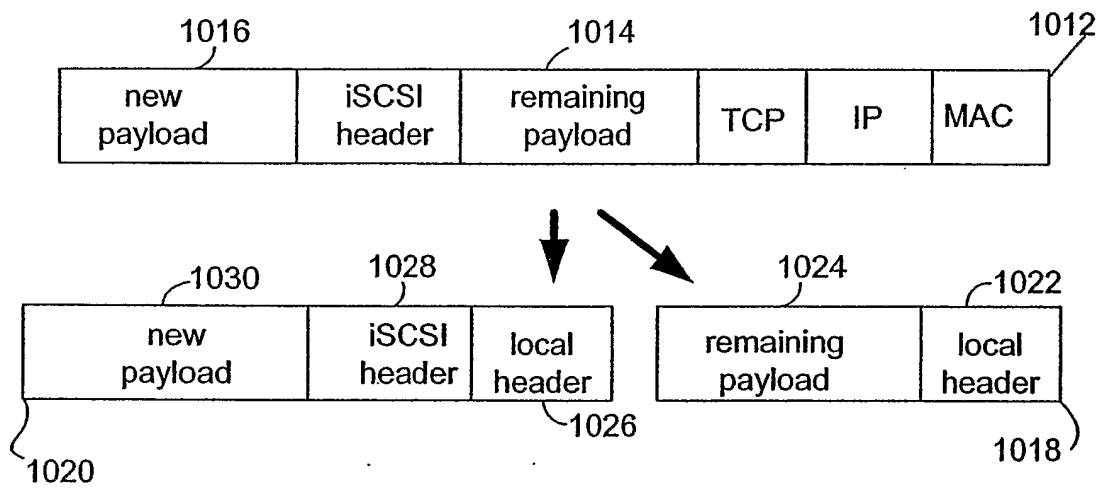 1016
1014
1012
new
payload
iSCSI
header
remaining
payload
TCP
IP
MAC
1030
1028
1024
1022
new
payload
iSCSI
header
local
header
remaining
payload
local
header
1026
1018
1020